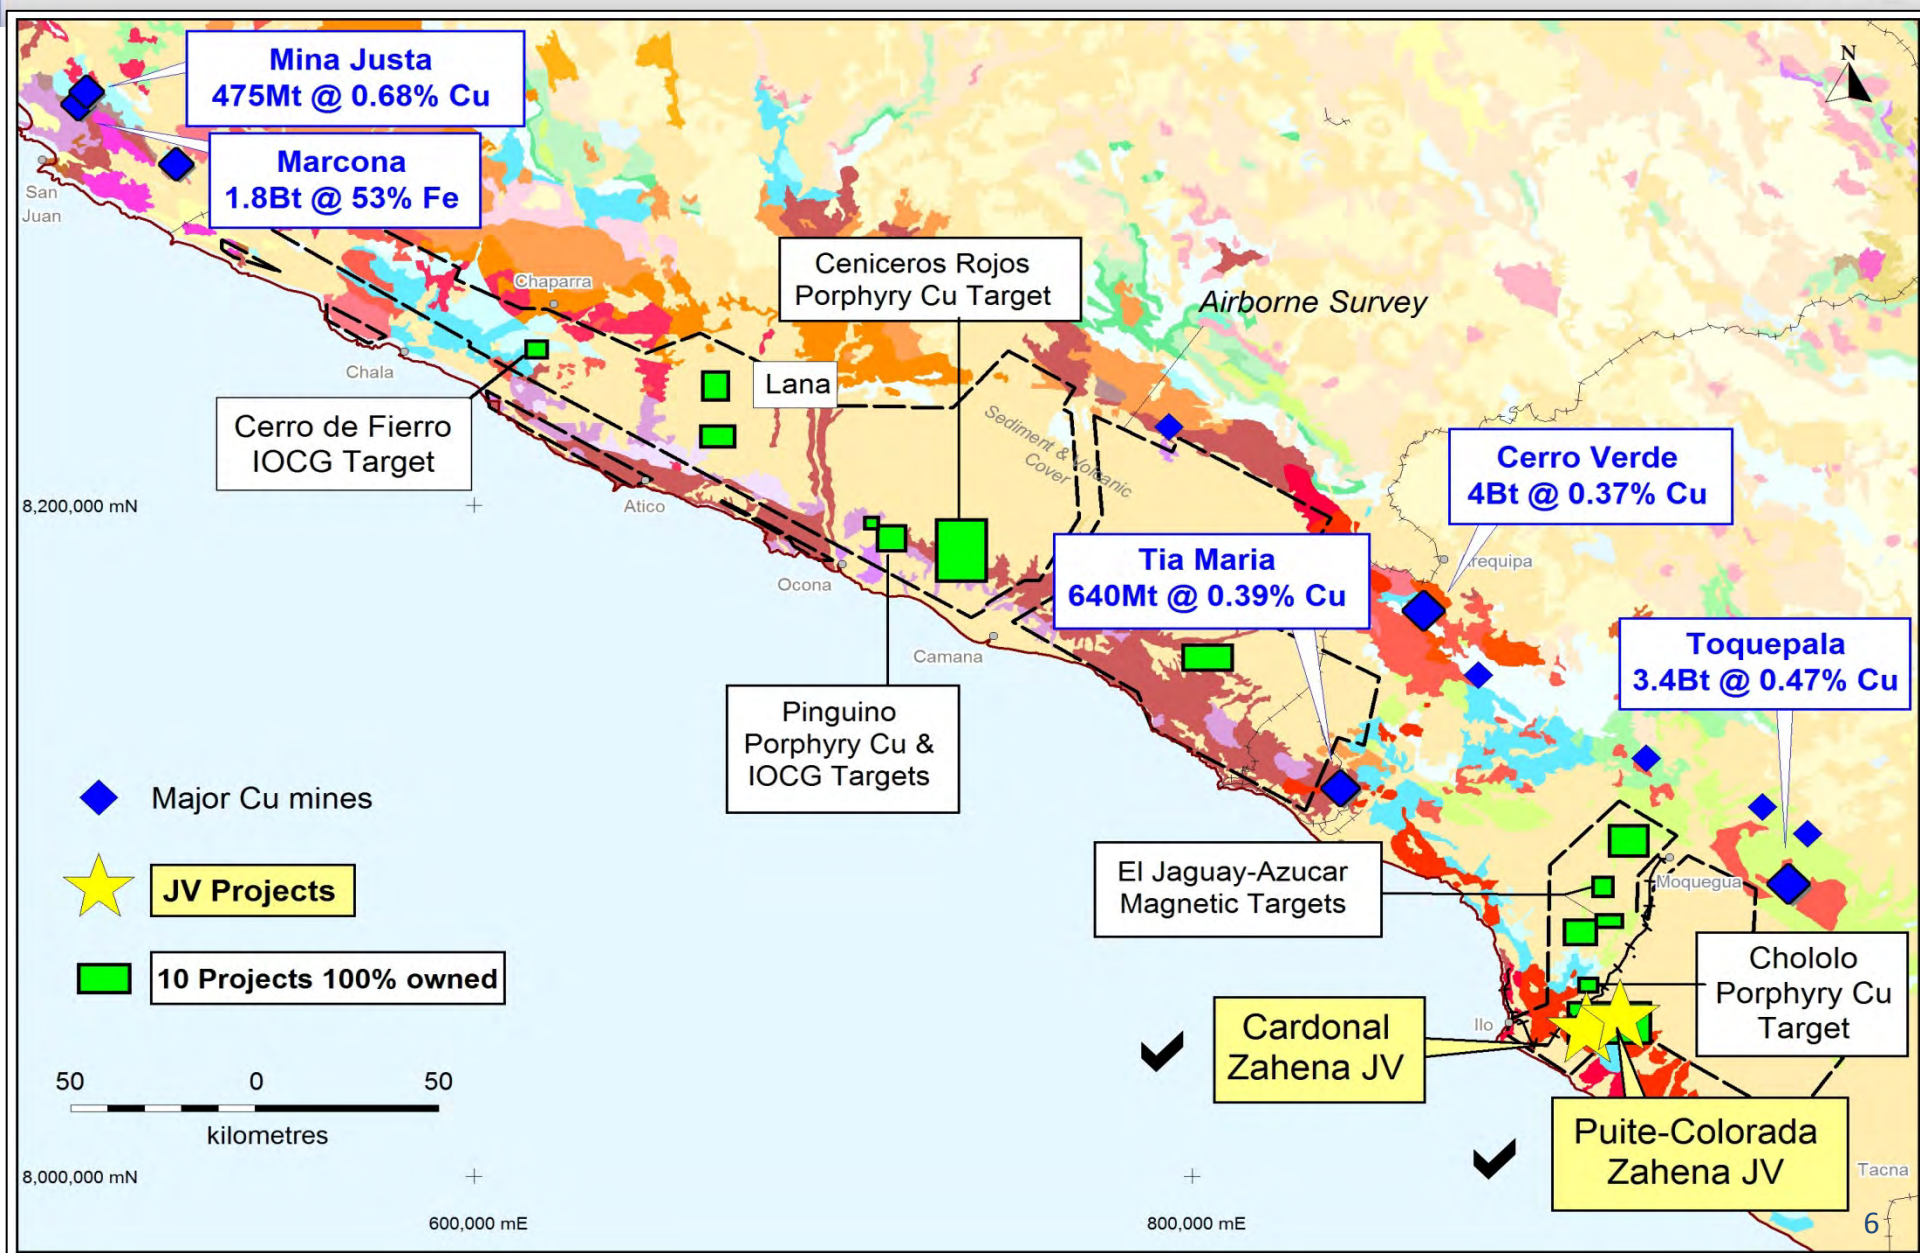 Mina Justa
475Mt @ 0.68% Cu
N
Marcona
1.8Bt @ 53% Fe
San
Juan
Ceniceros Rojos
Porphyry Cu Target
Airborne Survey
Chaparra
Chala
Lana
Cerro de Fierro
IOCG Target
Sediment & Volcanic
Cover
Cerro Verde
4Bt @ 0.37% Cu
8,200,000 mN
Atico
Tia Maria
640Mt @ 0.39% Cu
requipa
Ocona
Camana
Toquepala
3.4Bt @ 0.47% Cu
Pinguino
Porphyry Cu &
IOCG Targets
Major Cu mines
JV Projects
10 Projects 100% owned
El Jaguay-Azucar
Magnetic Targets
Moquegua
Chololo
Porphyry Cu
Target
Ilo
Cardonal
Zahena JV
50 0 50
kilometres
Puite-Colorada
Zahena JV
8,000,000 mN
Tacna
600,000 mE
800,000 mE
6